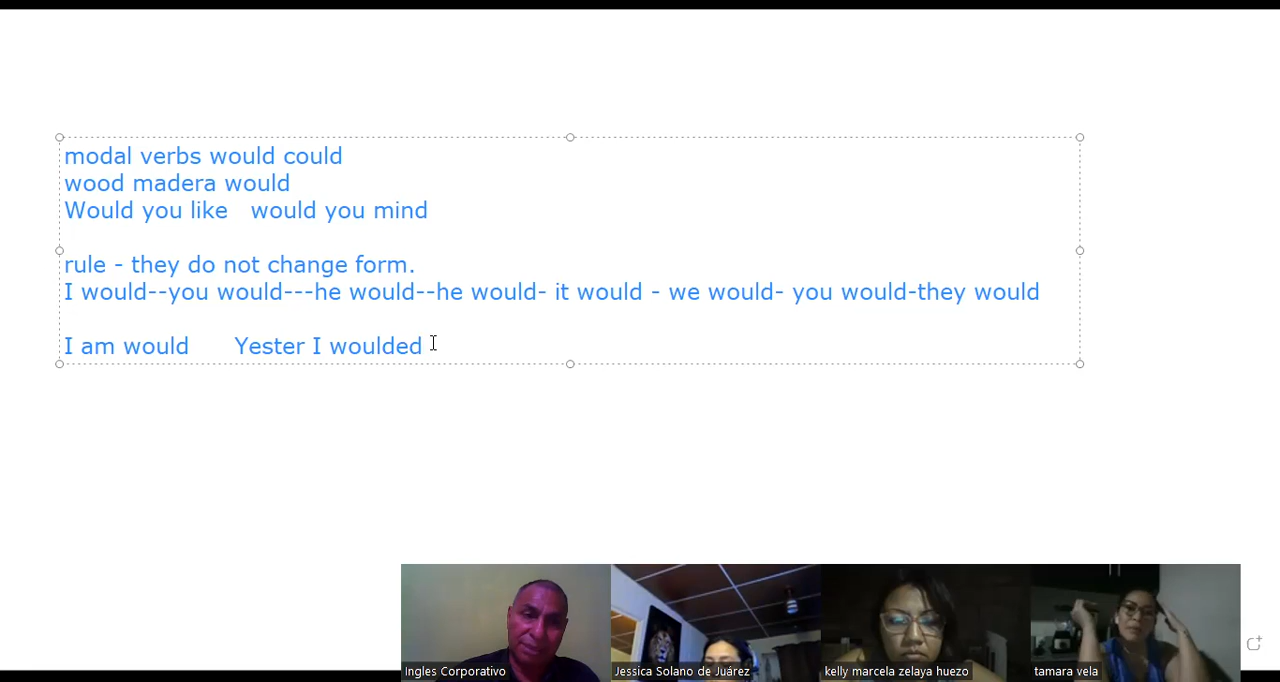 modal verbs would could
wood madera would
Would you like   would you mind
rule - they do not change form.
I would--you would---he would--he would- it would - we would- you would-they would
I am would      Yester I woulded
Ingles Corporativo
Jessica Solano de Juárez
kelly marcela zelaya huezo
tamara vela